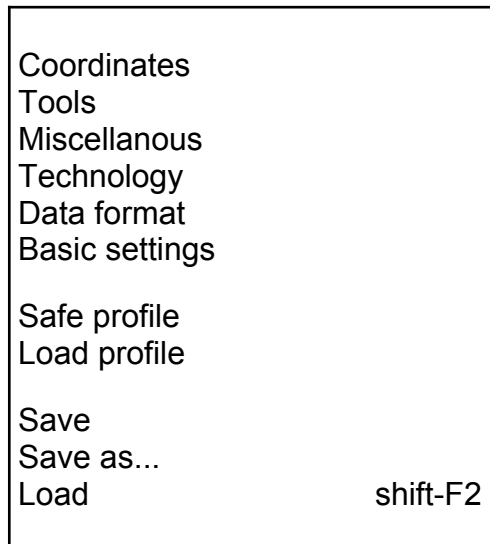 Coordinates
Tools
Miscellanous
Technology
Data format
Basic settings
Safe profile
Load profile
Save
Save as...
Load shift-F2